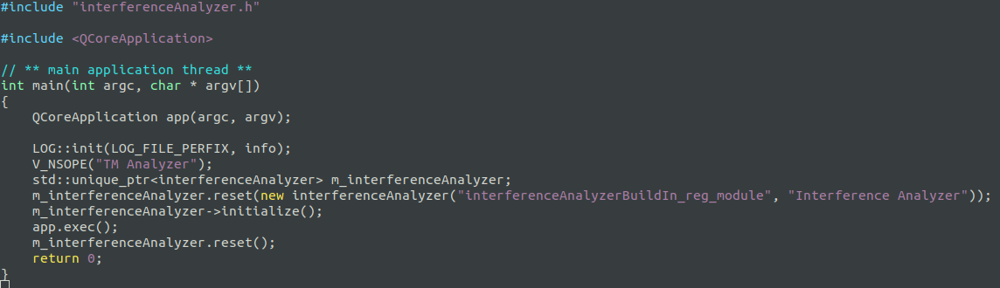 #include "interferenceAnalyzer.h"
#include <QCoreApplication>
// ** main application thread **
int main(int argc, char * argv[])
{
QCoreApplication app(argc, argv);
LOG::init(LOG_FILE_PERFIX, info);
V_NSOPE("TM Analyzer");
std::unique_ptr<interferenceAnalyzer> m_interferenceAnalyzer;
m_interferenceAnalyzer.reset(new interferenceAnalyzer("interferenceAnalyzerBuildIn_reg_module", "Interference Analyzer"));
m_interferenceAnalyzer->initialize();
app.exec();
m_interferenceAnalyzer.reset();
return 0;
}